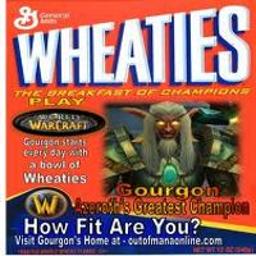 General
Mills
WHEATIES
THE BREAKFAST OF CHAMPIONS
PLAY
WORLD
WARCRAFT
Gourgon starts
every day with
a bowl of
Wheaties
Gourgon
Azeroth's Greatest Champion
W
How Fit Are You?
Visit Gourgon's Home at - outofmanaonline.com